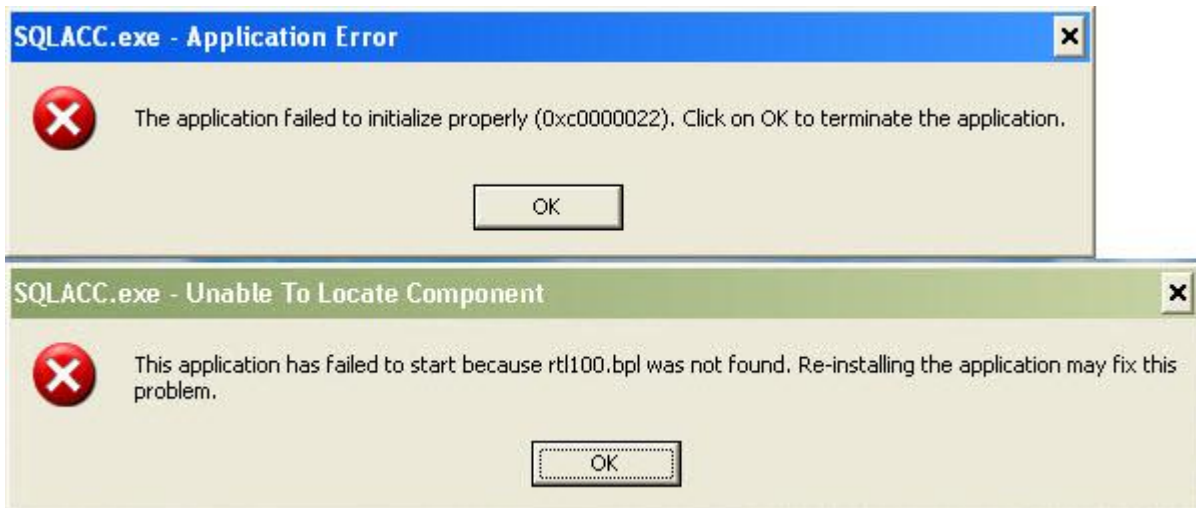 SQLACC.exe - Application Error
The application failed to initialize properly (0xc0000022). Click on OK to terminate the application.
OK
SQLACC.exe - Unable To Locate Component
This application has failed to start because rtl100.bpl was not found. Re-installing the application may fix this
problem.
OK